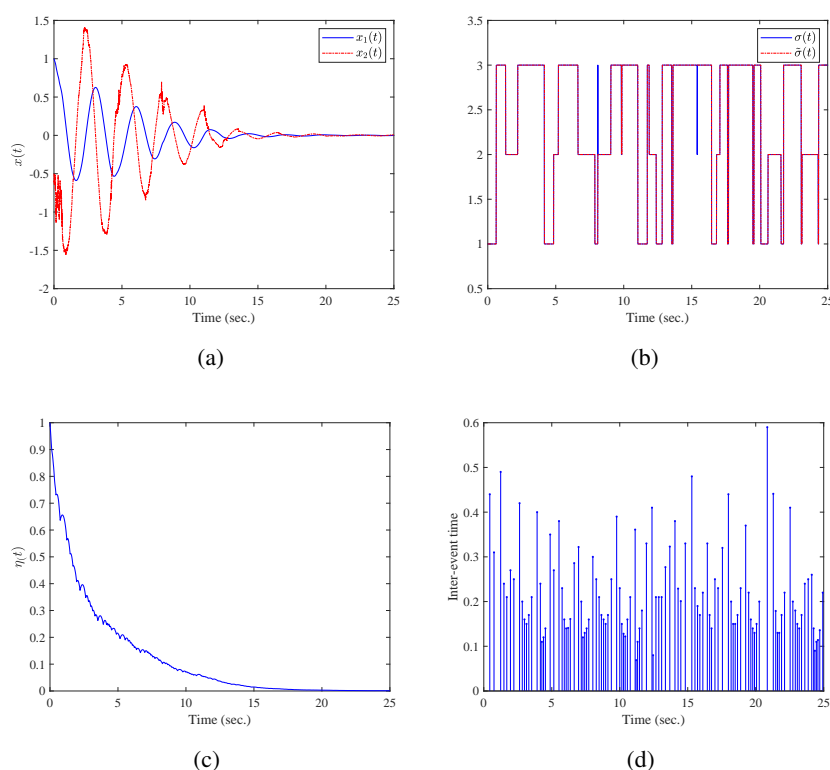 1.5
1
0.5
0
-0.5
-1
-1.5
-2
x(t)
x₁(t)
x₂(t)
0 5 10 15 20 25
Time (sec.)
(a)
3.5
3
2.5
2
1.5
1
0.5
σ(t)
σ̃(t)
0 5 10 15 20 25
Time (sec.)
(b)
1
0.9
0.8
0.7
0.6
0.5
0.4
0.3
0.2
0.1
0
η(t)
0 5 10 15 20 25
Time (sec.)
(c)
0.6
0.5
0.4
0.3
0.2
0.1
0
Inter-event time
0 5 10 15 20 25
Time (sec.)
(d)